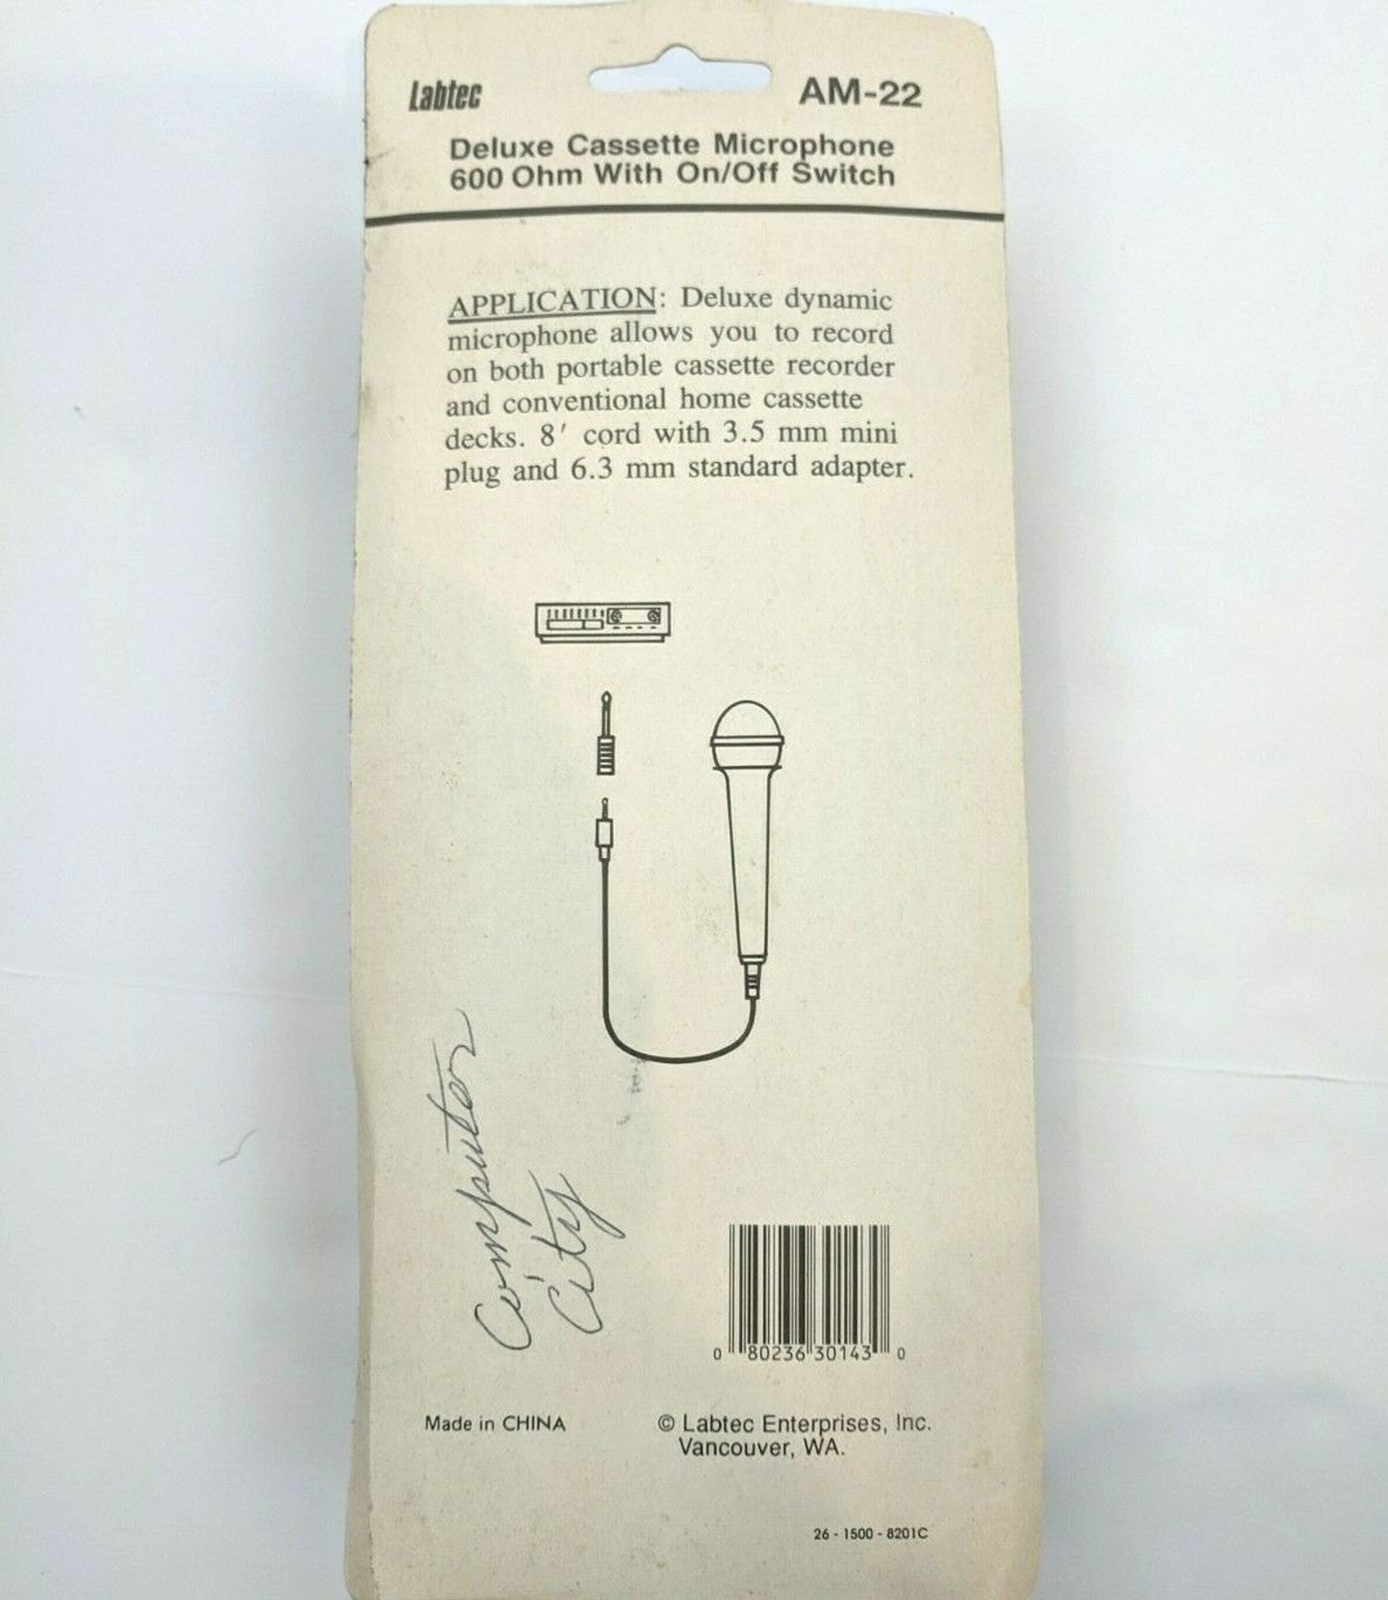 Labtec
AM-22
Deluxe Cassette Microphone
600 Ohm With On/Off Switch
APPLICATION: Deluxe dynamic
microphone allows you to record
on both portable cassette recorder
and conventional home cassette
decks. 8′ cord with 3.5 mm mini
plug and 6.3 mm standard adapter.
Computer
City
0 80236 30143 0
Made in CHINA
© Labtec Enterprises, Inc.
Vancouver, WA.
26 - 1500 - 8201C